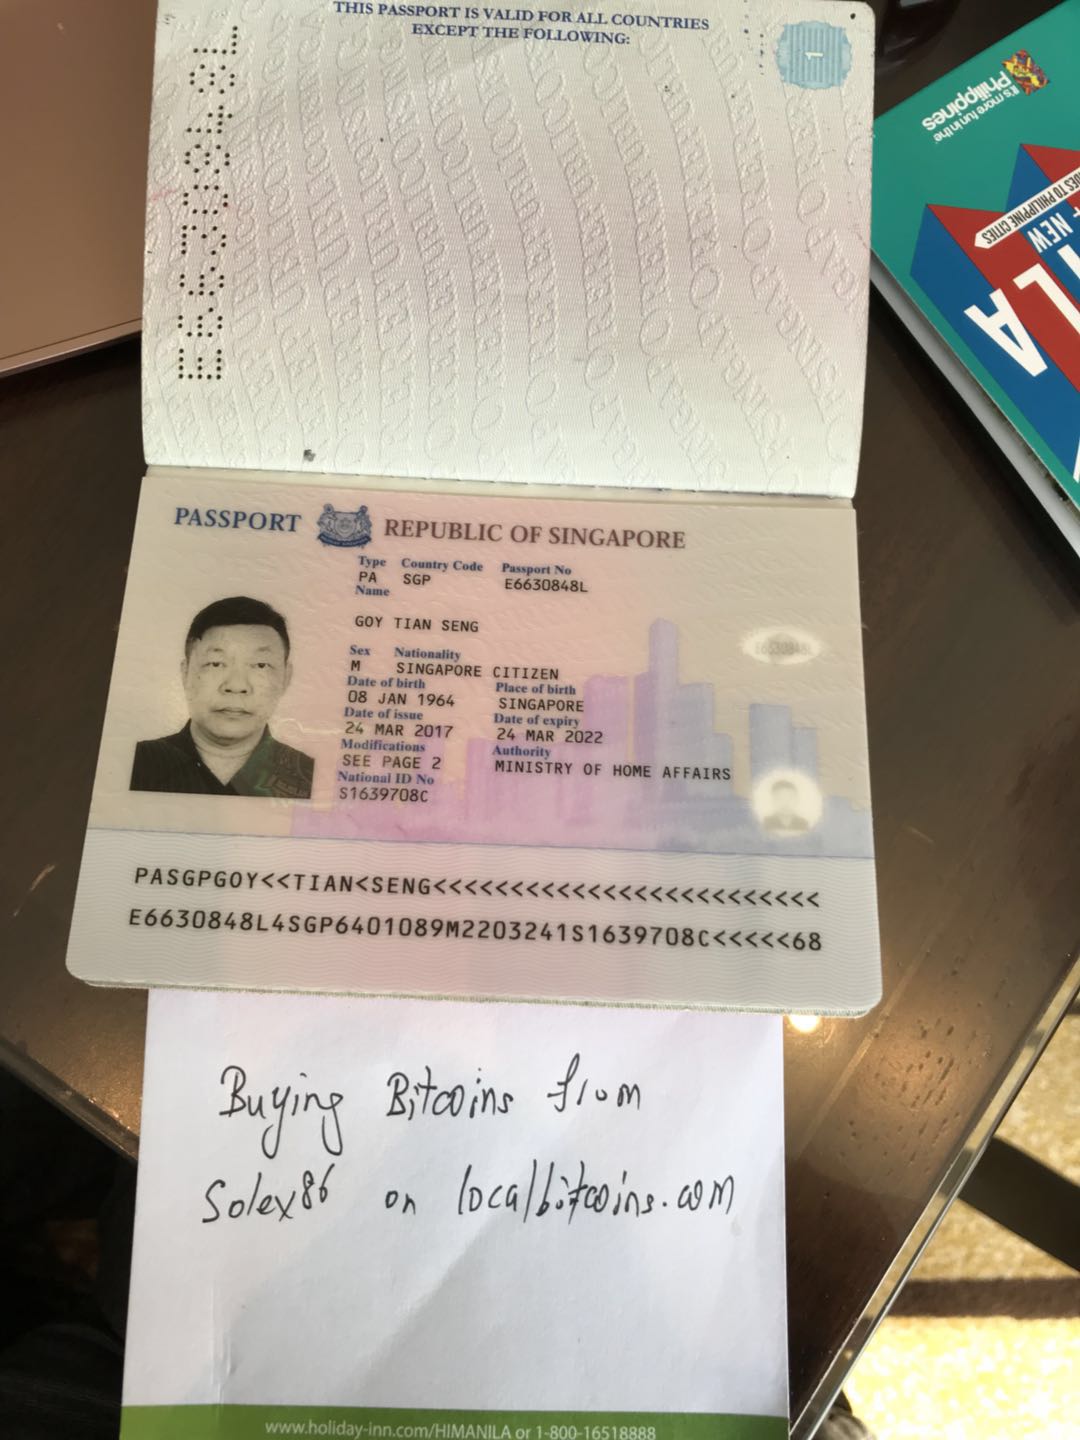 THIS PASSPORT IS VALID FOR ALL COUNTRIES
EXCEPT THE FOLLOWING:
1
E6630848L
It's more fun in the
Philippines
TO PHILIPPINE CITIES
NEW
PASSPORT REPUBLIC OF SINGAPORE
Type Country Code Passport No
PA SGP E6630848L
Name
GOY TIAN SENG
Sex Nationality
M SINGAPORE CITIZEN
Date of birth Place of birth
08 JAN 1964 SINGAPORE
Date of issue Date of expiry
24 MAR 2017 24 MAR 2022
Modifications Authority
SEE PAGE 2 MINISTRY OF HOME AFFAIRS
National ID No
S1639708C
E6630848L
PASGPGOY<<TIAN<SENG<<<<<<<<<<<<<<<<<<<<<<<<<
E6630848L4SGP6401089M2203241S1639708C<<<<<68
Buying Bitcoins from
Solex86 on localbitcoins.com
www.holiday-inn.com/HIMANILA or 1-800-16518888